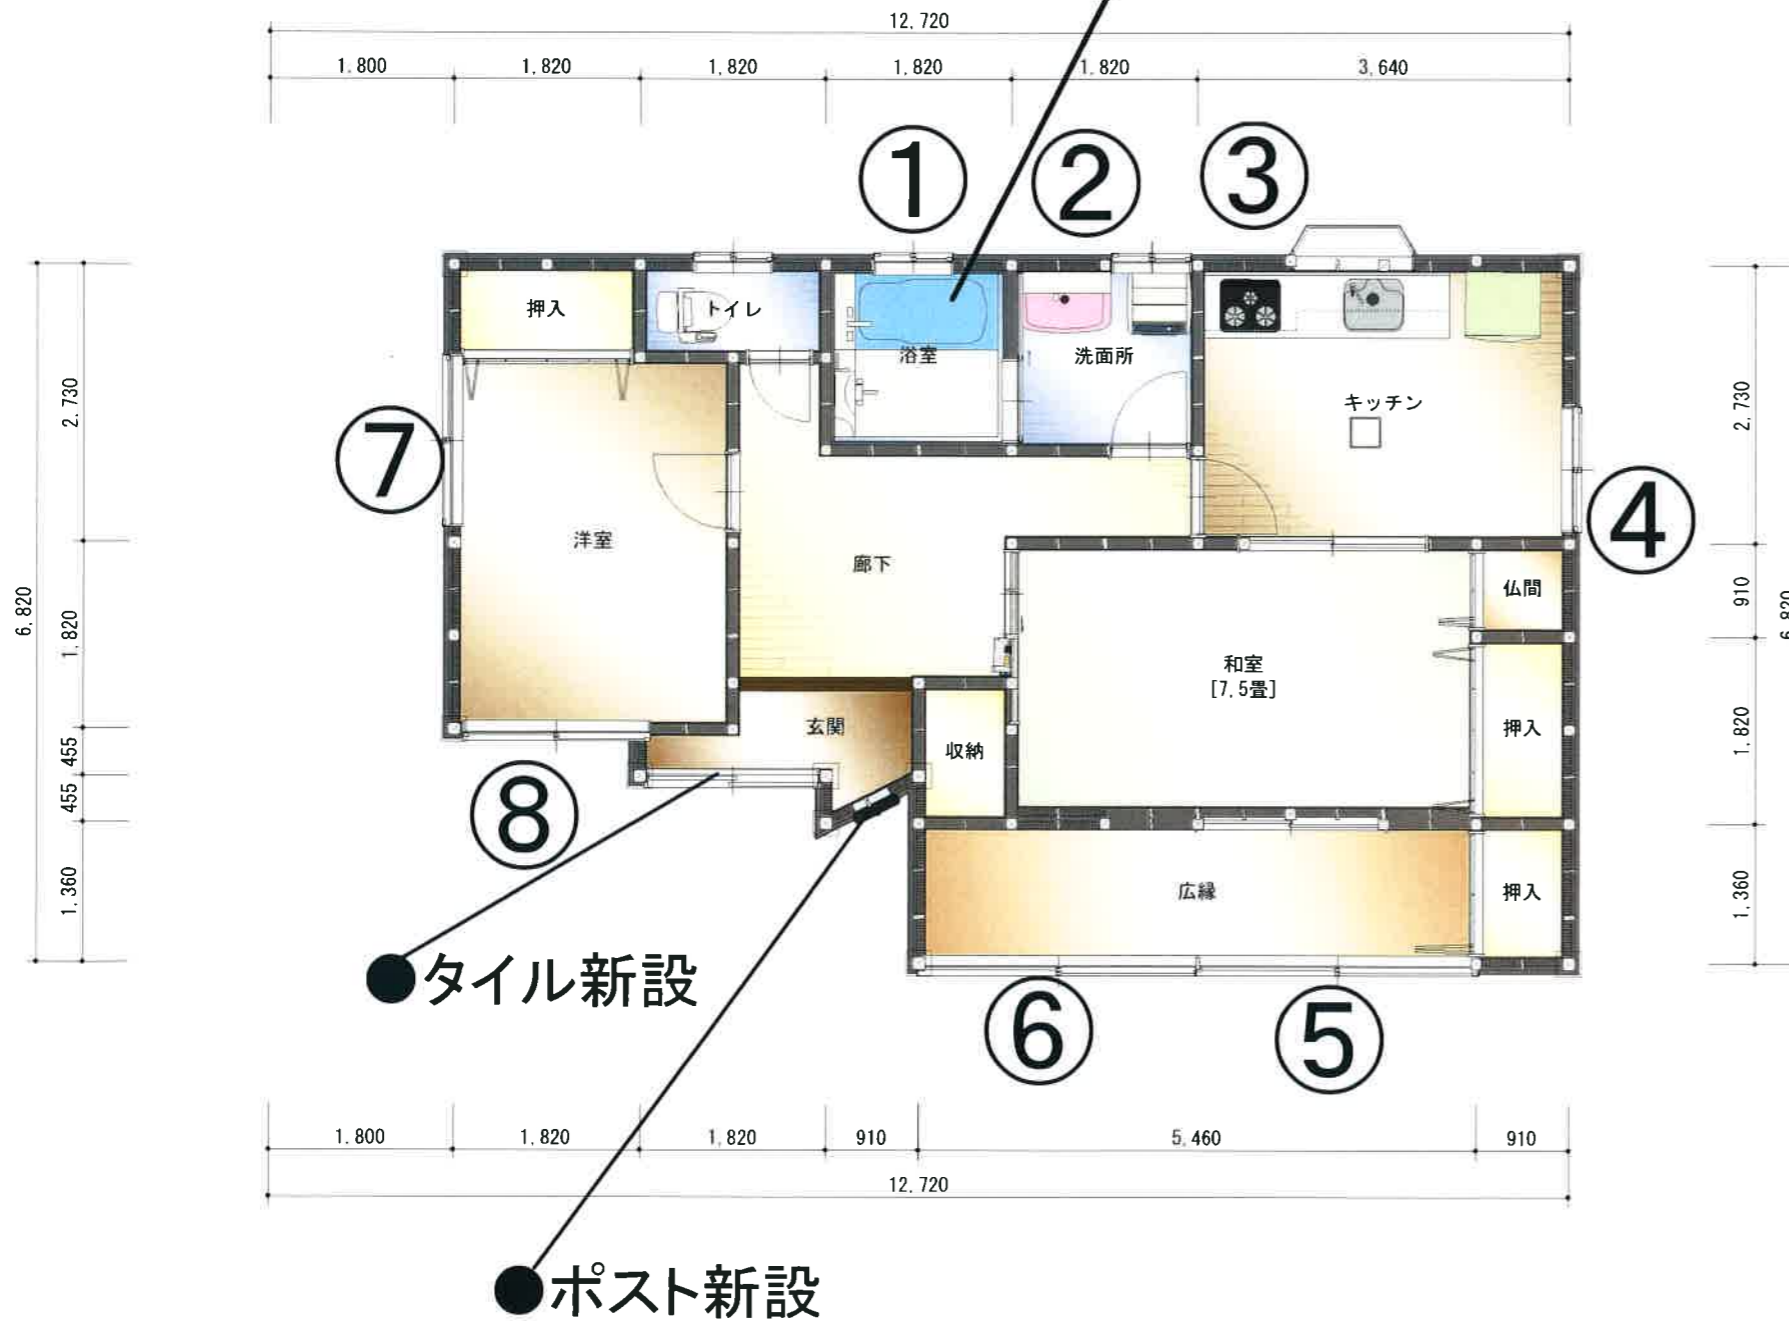 12,720
1,800 1,820 1,820 1,820 1,820 3,640
① ② ③
押入 トイレ 浴室 洗面所 キッチン
⑦ ④
洋室 廊下 仏間
和室
[7.5畳]
玄関 収納 押入
⑧
広縁 押入
●タイル新設
⑥ ⑤
6,820
2,730
1,820
455
455
1,360
2,730
910
1,820
1,360
6,820
1,800 1,820 1,820 910 5,460 910
12,720
●ポスト新設